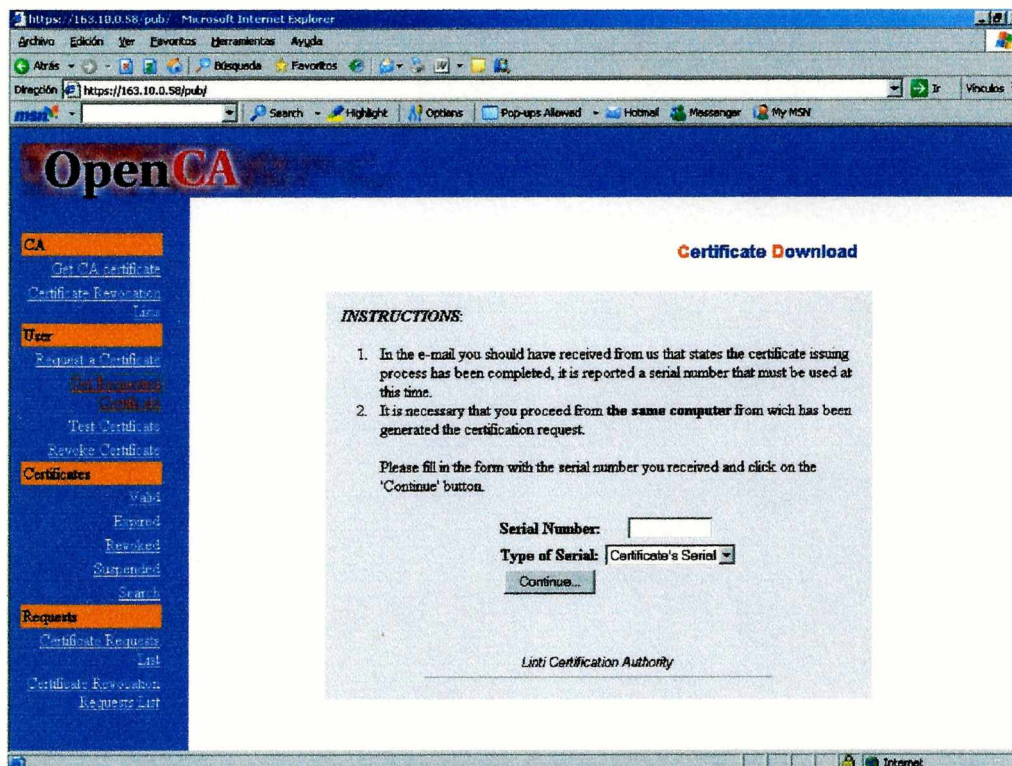 https://163.10.0.58/pub/ - Microsoft Internet Explorer
Archivo Edición Ver Favoritos Herramientas Ayuda
Atrás Búsqueda Favoritos
Dirección https://163.10.0.58/pub/ Ir Vínculos
msn Search Highlight Options Pop-ups Allowed Hotmail Messenger My MSN
OpenCA
CA
Get CA certificate
Certificate Revocation
Lists
User
Request a Certificate
Get Requested
Certificate
Test Certificate
Revoke Certificate
Certificates
Valid
Expired
Revoked
Suspended
Search
Requests
Certificate Requests
List
Certificate Revocation
Requests List
Certificate Download
INSTRUCTIONS:
1. In the e-mail you should have received from us that states the certificate issuing
process has been completed, it is reported a serial number that must be used at
this time.
2. It is necessary that you proceed from the same computer from wich has been
generated the certification request.
Please fill in the form with the serial number you received and click on the
'Continue' button.
Serial Number:
Type of Serial: Certificate's Serial
Continue...
Linti Certification Authority
Internet